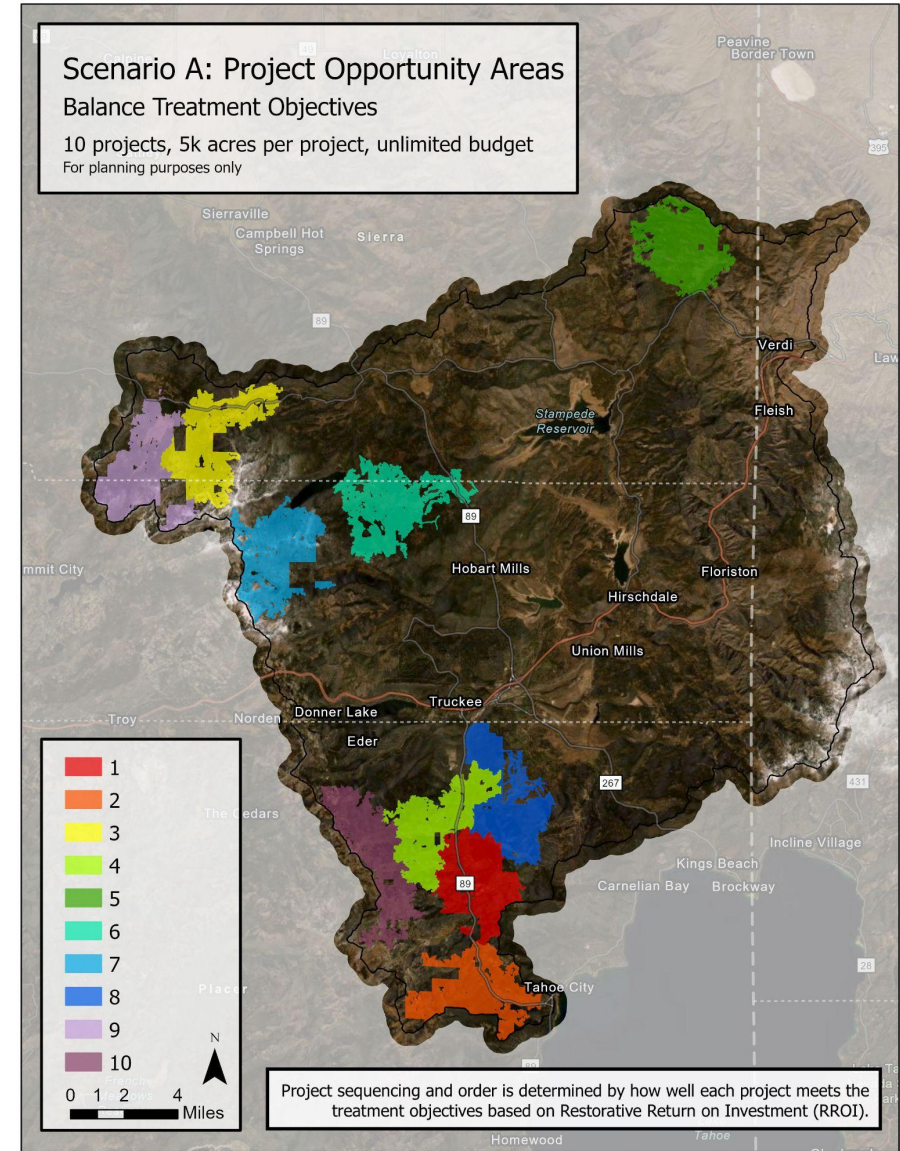 Scenario A: Project Opportunity Areas
Balance Treatment Objectives
10 projects, 5k acres per project, unlimited budget
For planning purposes only
Loyalton
Peavine
Border Town
395
Sierraville
Campbell Hot
Springs
Sierra
89
Verdi
Law
Fleish
Stampede
Reservoir
89
mmit City
Hobart Mills
Floriston
Hirschdale
Union Mills
Truckee
Donner Lake
Troy
Norden
Eder
267
431
The Cedars
Incline Village
Kings Beach
89
Carnelian Bay
Brockway
28
Tahoe City
Placer
1
2
3
4
5
6
7
8
9
10
N
0 1 2 4
Miles
Project sequencing and order is determined by how well each project meets the
treatment objectives based on Restorative Return on Investment (RROI).
Homewood
Tahoe